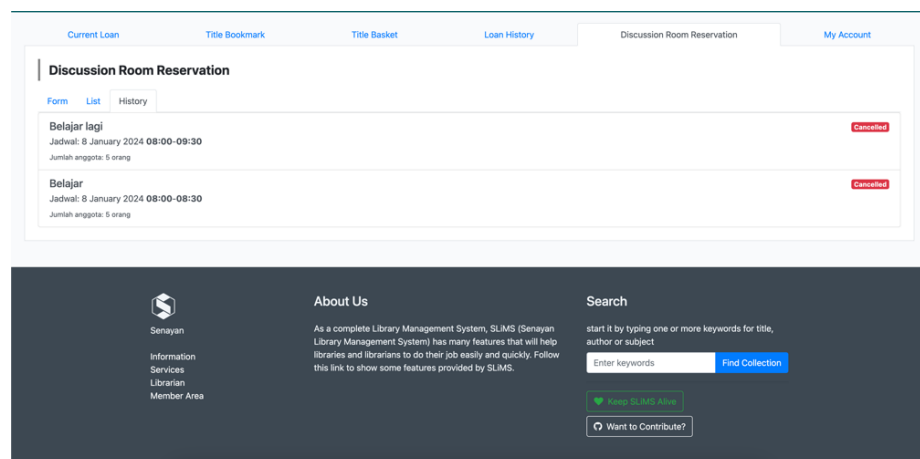 Current Loan
Title Bookmark
Title Basket
Loan History
Discussion Room Reservation
My Account
Discussion Room Reservation
Form
List
History
Belajar lagi
Cancelled
Jadwal: 8 January 2024 08:00-09:30
Jumlah anggota: 5 orang
Belajar
Cancelled
Jadwal: 8 January 2024 08:00-08:30
Jumlah anggota: 5 orang
Senayan
Information
Services
Librarian
Member Area
About Us
As a complete Library Management System, SLiMS (Senayan
Library Management System) has many features that will help
libraries and librarians to do their job easily and quickly. Follow
this link to show some features provided by SLiMS.
Search
start it by typing one or more keywords for title,
author or subject
Enter keywords
Find Collection
Keep SLiMS Alive
Want to Contribute?